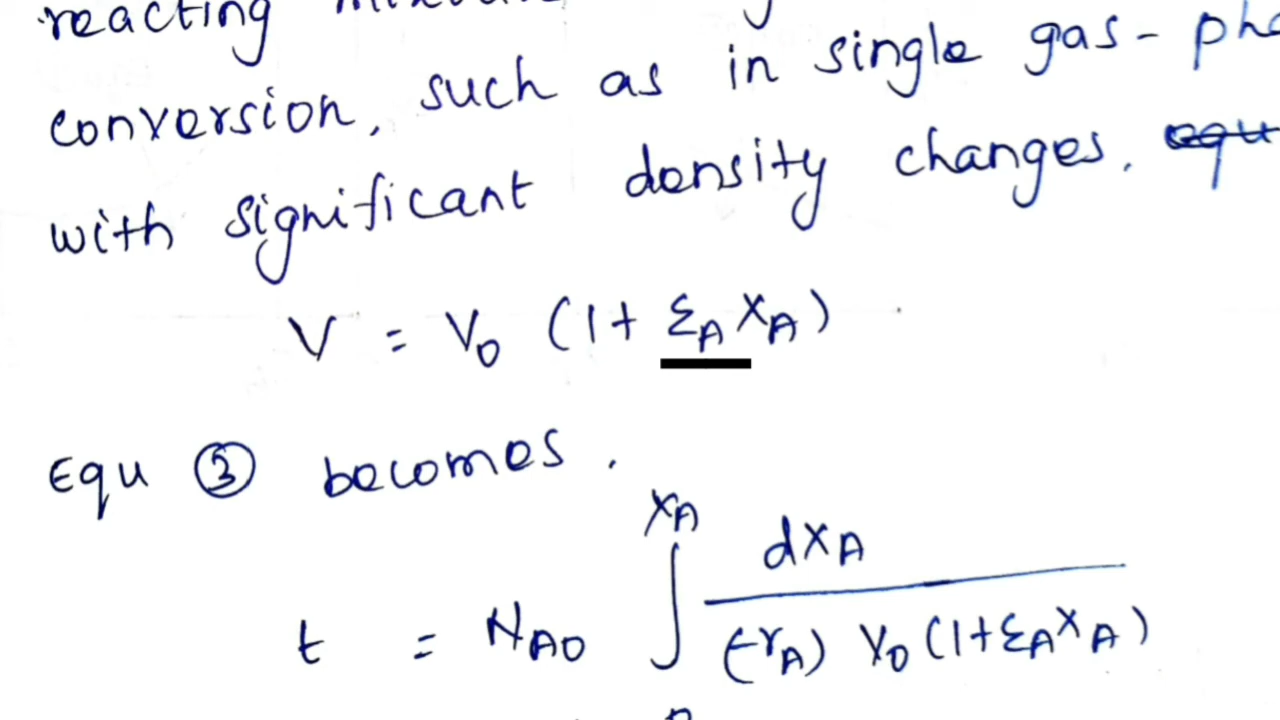 reacting
conversion, such as in single gas-
with significant density changes.
V = V₀ (1 + εA XA)
Equ ③ becomes.
t = NA0 ∫ XA dXA / (-rA) V₀ (1+εA XA)